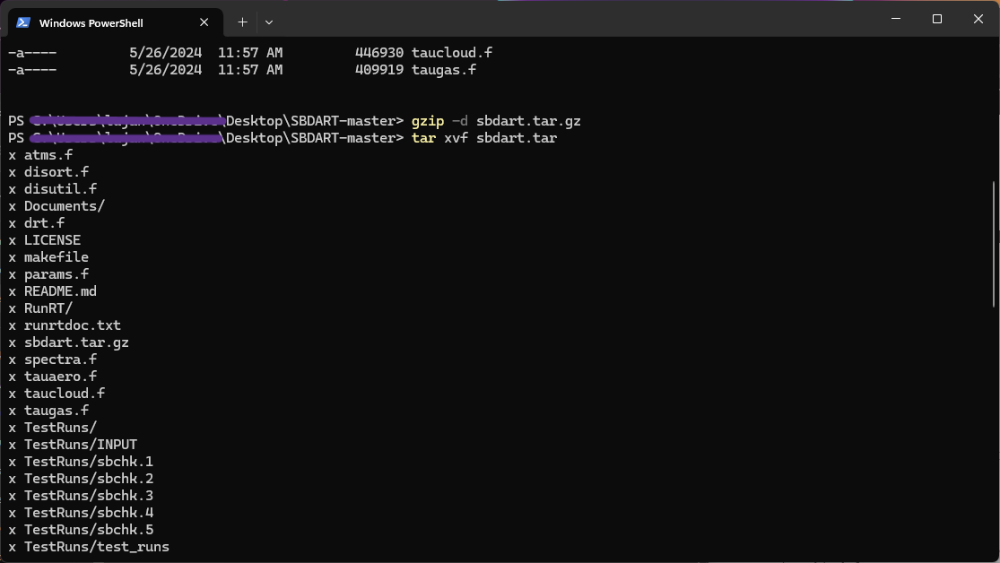 Windows PowerShell
-a---- 5/26/2024 11:57 AM 446930 taucloud.f
-a---- 5/26/2024 11:57 AM 409919 taugas.f
PS \Desktop\SBDART-master> gzip -d sbdart.tar.gz
PS \Desktop\SBDART-master> tar xvf sbdart.tar
x atms.f
x disort.f
x disutil.f
x Documents/
x drt.f
x LICENSE
x makefile
x params.f
x README.md
x RunRT/
x runrtdoc.txt
x sbdart.tar.gz
x spectra.f
x tauaero.f
x taucloud.f
x taugas.f
x TestRuns/
x TestRuns/INPUT
x TestRuns/sbchk.1
x TestRuns/sbchk.2
x TestRuns/sbchk.3
x TestRuns/sbchk.4
x TestRuns/sbchk.5
x TestRuns/test_runs